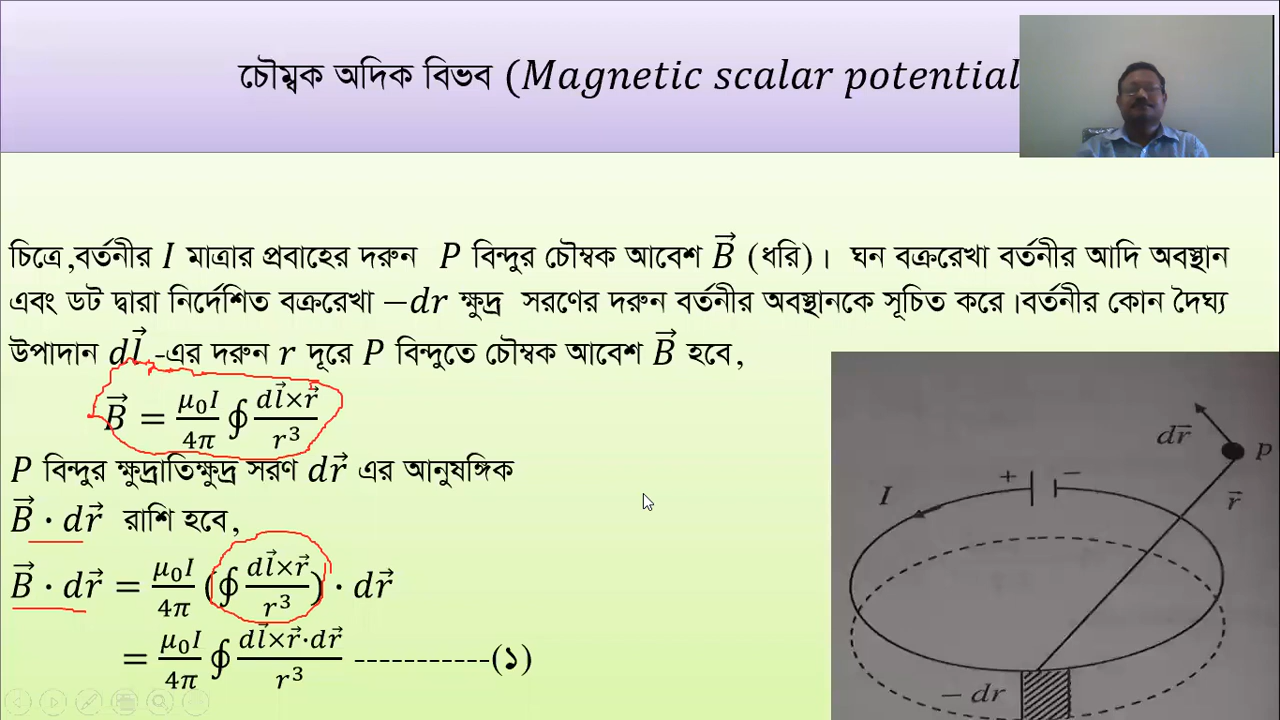 চৌম্বক অদিক বিভব (Magnetic scalar potential
চিত্রে,বর্তনীর I মাত্রার প্রবাহের দরুন P বিন্দুর চৌম্বক আবেশ B⃗ (ধরি)। ঘন বক্ররেখা বর্তনীর আদি অবস্থান
এবং ডট দ্বারা নির্দেশিত বক্ররেখা −dr ক্ষুদ্র সরণের দরুন বর্তনীর অবস্থানকে সূচিত করে।বর্তনীর কোন দৈঘ্য
উপাদান dl⃗ -এর দরুন r দূরে P বিন্দুতে চৌম্বক আবেশ B⃗ হবে,
B⃗ = μ₀I/4π ∮ dl⃗×r⃗/r³
P বিন্দুর ক্ষুদ্রাতিক্ষুদ্র সরণ dr⃗ এর আনুষঙ্গিক
B⃗ · dr⃗ রাশি হবে,
B⃗ · dr⃗ = μ₀I/4π (∮ dl⃗×r⃗/r³) · dr⃗
= μ₀I/4π ∮ dl⃗×r⃗·dr⃗/r³ -----------(১)
dr⃗
p
+ −
I
r⃗
− dr